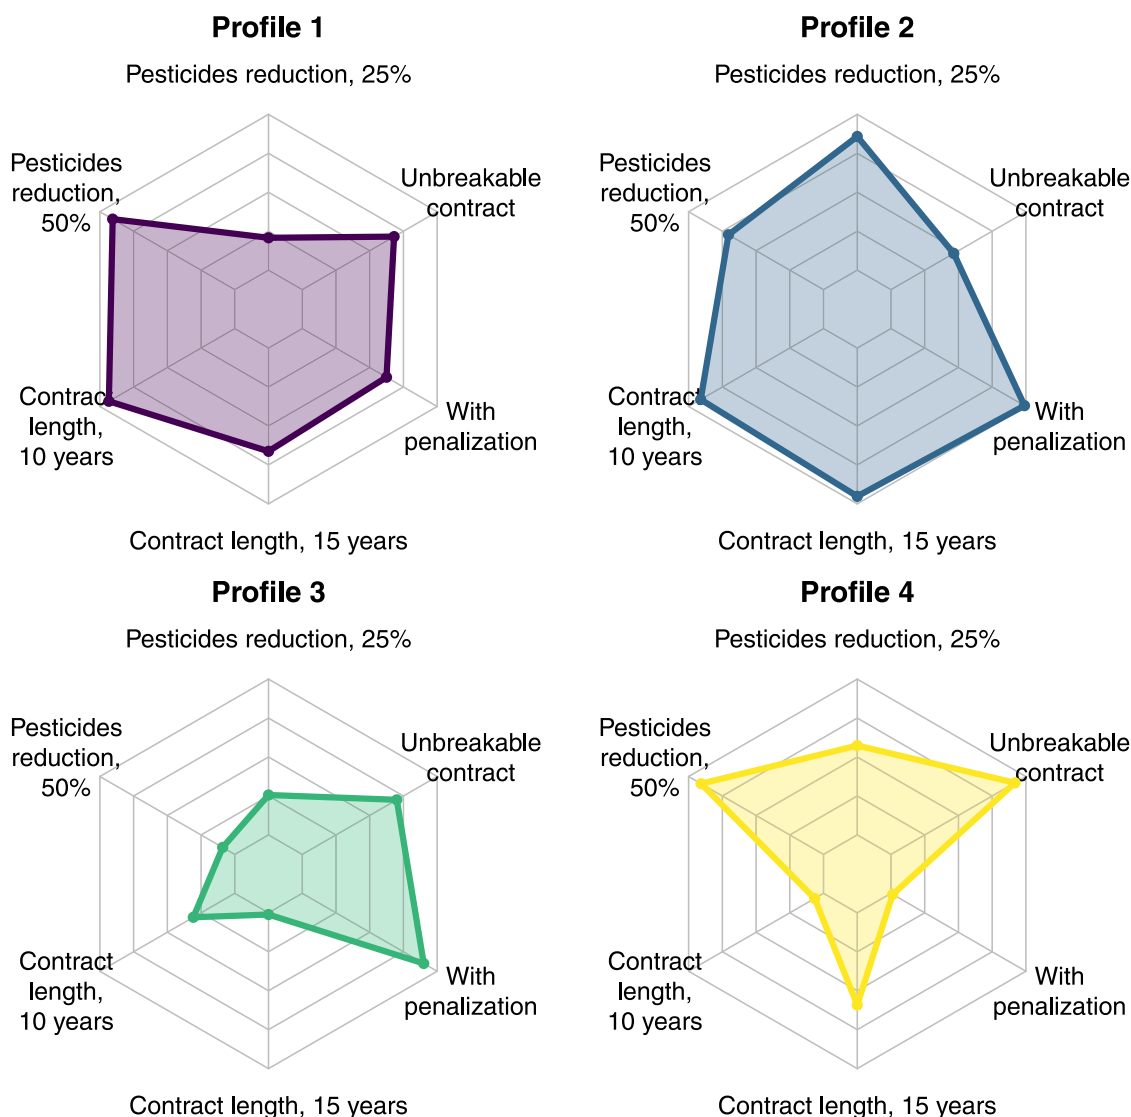 Profile 1
Pesticides reduction, 25%
Pesticides
reduction,
50%
Unbreakable
contract
Contract
length,
10 years
With
penalization
Contract length, 15 years
Profile 2
Pesticides reduction, 25%
Pesticides
reduction,
50%
Unbreakable
contract
Contract
length,
10 years
With
penalization
Contract length, 15 years
Profile 3
Pesticides reduction, 25%
Pesticides
reduction,
50%
Unbreakable
contract
Contract
length,
10 years
With
penalization
Contract length, 15 years
Profile 4
Pesticides reduction, 25%
Pesticides
reduction,
50%
Unbreakable
contract
Contract
length,
10 years
With
penalization
Contract length, 15 years